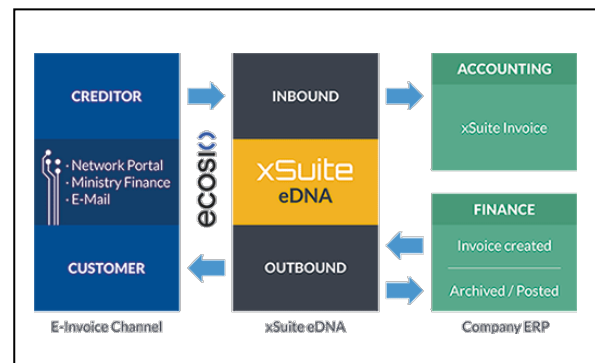 CREDITOR
· Network Portal
· Ministry Finance
· E-Mail
CUSTOMER
E-Invoice Channel
ecosio
INBOUND
xSuite
eDNA
OUTBOUND
xSuite eDNA
ACCOUNTING
xSuite Invoice
FINANCE
Invoice created
Archived / Posted
Company ERP